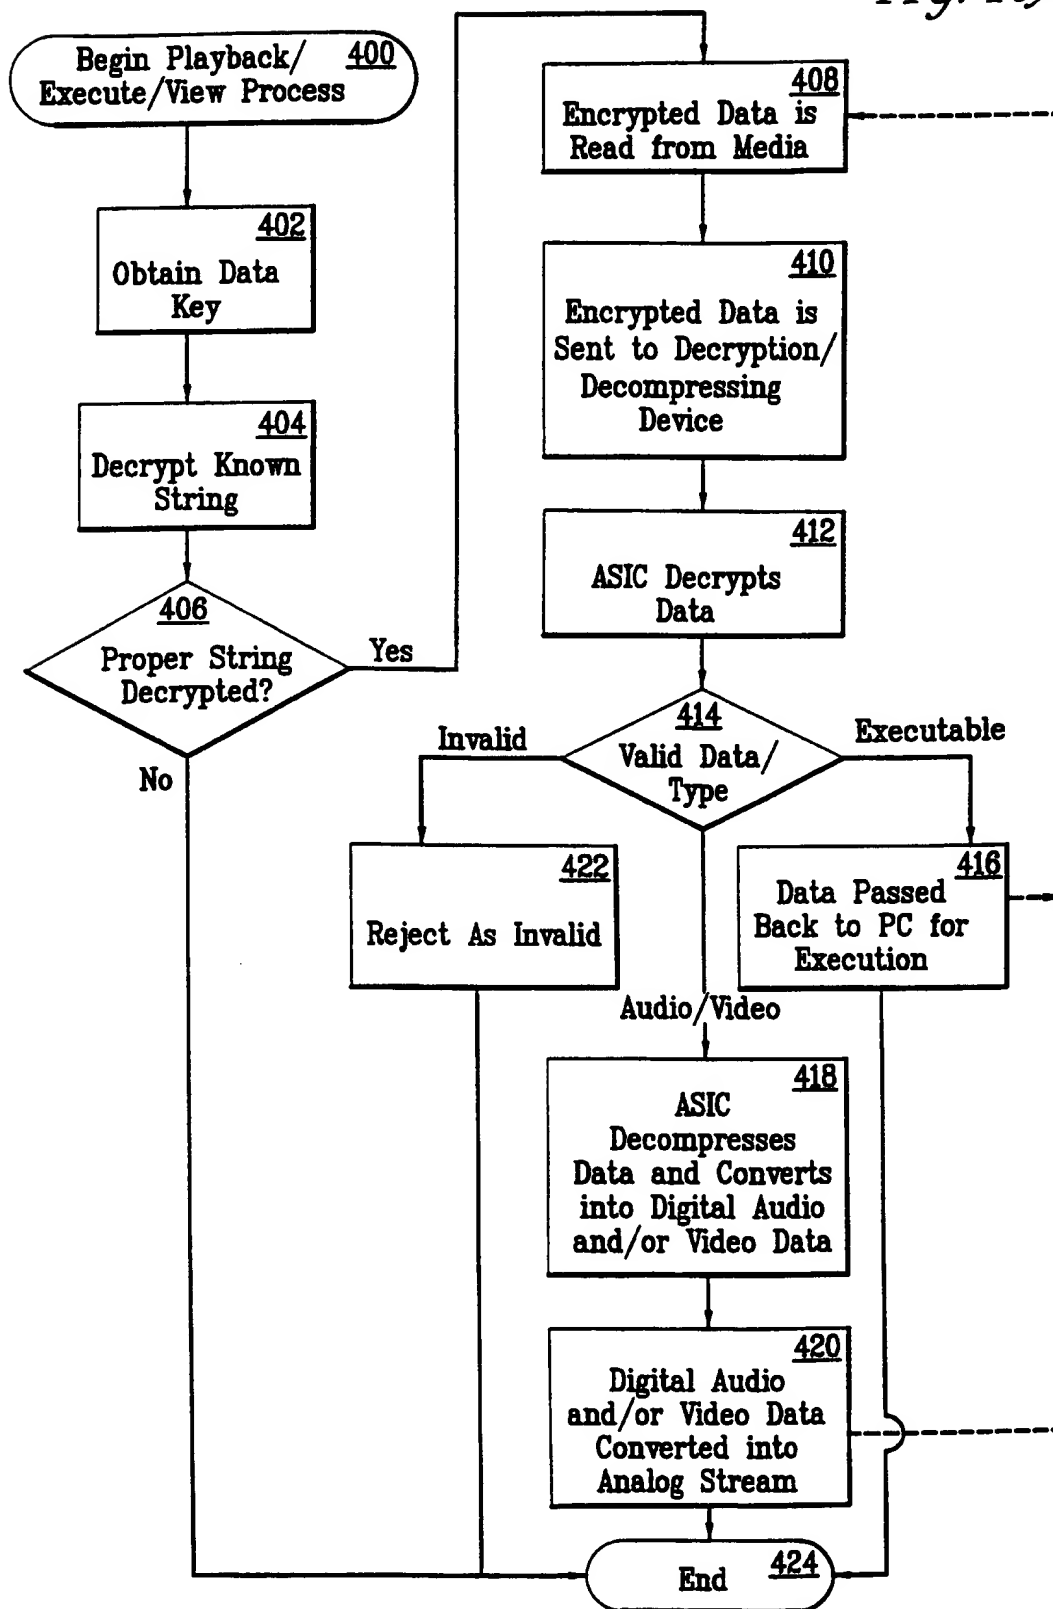 Begin Playback/ 400
Execute/View Process
402
Obtain Data
Key
404
Decrypt Known
String
406
Proper String
Decrypted?
Yes
No
408
Encrypted Data is
Read from Media
410
Encrypted Data is
Sent to Decryption/
Decompressing
Device
412
ASIC Decrypts
Data
414
Valid Data/
Type
Invalid
Executable
422
Reject As Invalid
416
Data Passed
Back to PC for
Execution
Audio/Video
418
ASIC
Decompresses
Data and Converts
into Digital Audio
and/or Video Data
420
Digital Audio
and/or Video Data
Converted into
Analog Stream
End 424